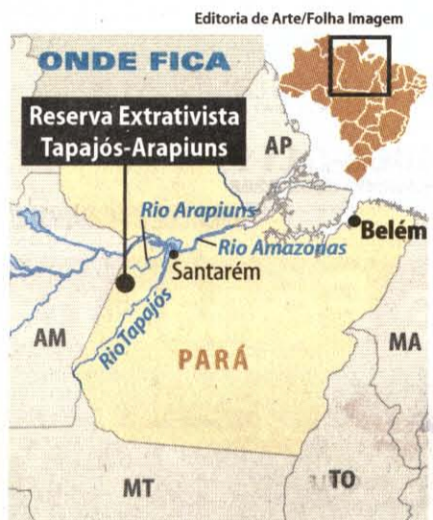 Editoria de Arte/Folha Imagem
ONDE FICA
Reserva Extrativista
Tapajós-Arapiuns
AP
Rio Arapiuns
Belém
Rio Amazonas
Santarém
Rio Tapajós
AM
PARÁ
MA
MT
TO